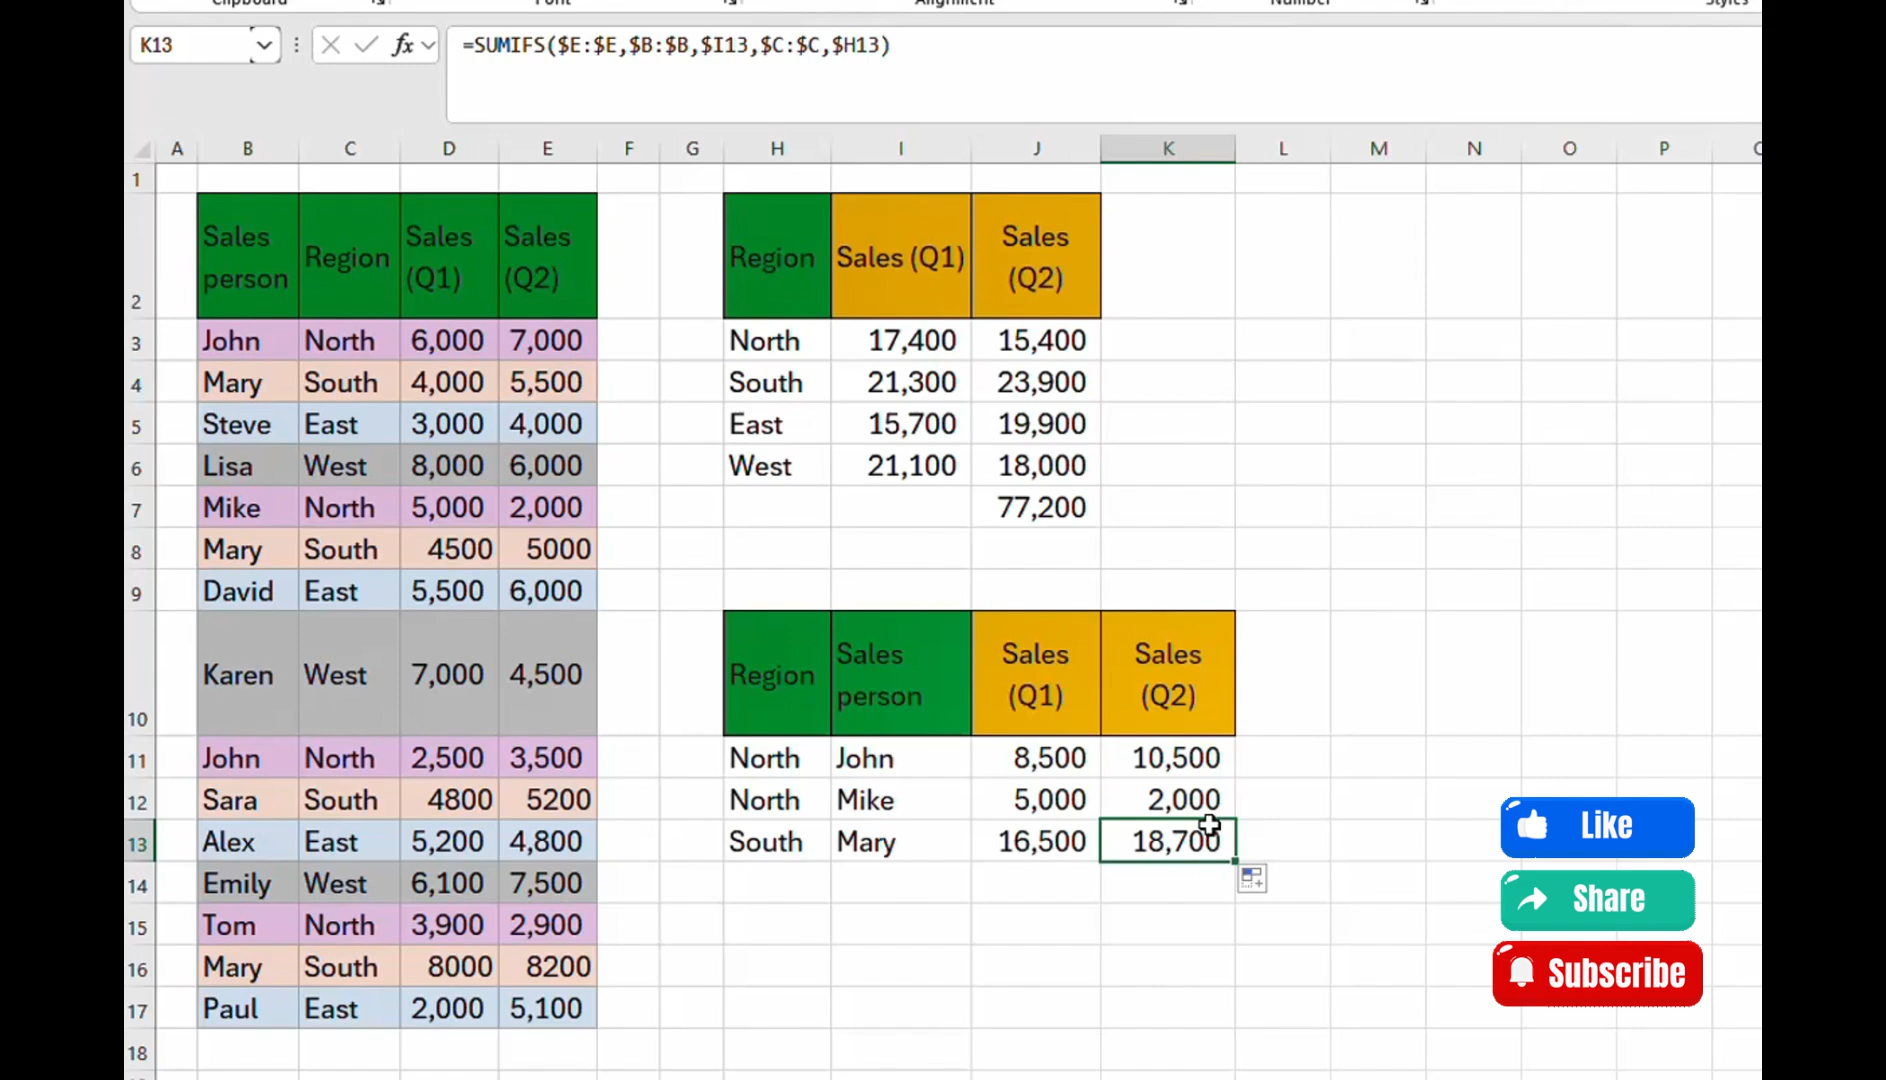 Clipboard Font Alignment Number Styles
K13 fx =SUMIFS($E:$E,$B:$B,$I13,$C:$C,$H13)
A B C D E F G H I J K L M N O P
1
2 Sales person Region Sales (Q1) Sales (Q2) Region Sales (Q1) Sales (Q2)
3 John North 6,000 7,000 North 17,400 15,400
4 Mary South 4,000 5,500 South 21,300 23,900
5 Steve East 3,000 4,000 East 15,700 19,900
6 Lisa West 8,000 6,000 West 21,100 18,000
7 Mike North 5,000 2,000 77,200
8 Mary South 4500 5000
9 David East 5,500 6,000
10 Karen West 7,000 4,500 Region Sales person Sales (Q1) Sales (Q2)
11 John North 2,500 3,500 North John 8,500 10,500
12 Sara South 4800 5200 North Mike 5,000 2,000
13 Alex East 5,200 4,800 South Mary 16,500 18,700
14 Emily West 6,100 7,500
15 Tom North 3,900 2,900
16 Mary South 8000 8200
17 Paul East 2,000 5,100
18
Like
Share
Subscribe